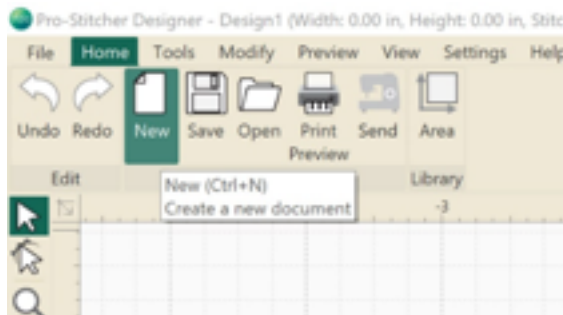 Pro-Stitcher Designer - Design1 (Width: 0.00 in, Height: 0.00 in, Stitc
File Home Tools Modify Preview View Settings Help
Undo Redo New Save Open Print Preview Send Area
Edit Library
New (Ctrl+N)
Create a new document
-3